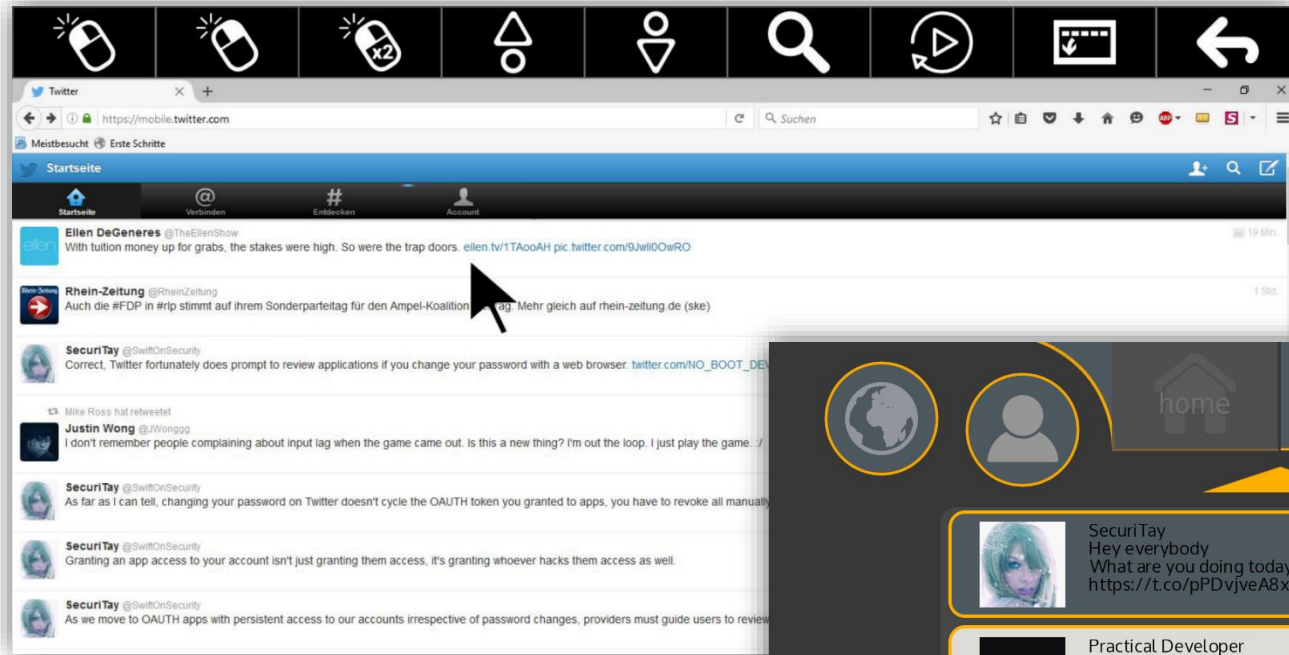 x2
Twitter
https://mobile.twitter.com
Suchen
ABP
S
Meistbesucht Erste Schritte
Startseite
Startseite Verbinden Entdecken Account
ellen
Ellen DeGeneres @TheEllenShow
19 Min.
With tuition money up for grabs, the stakes were high. So were the trap doors. ellen.tv/1TAooAH pic.twitter.com/9JwIl0OwRO
Rhein-Zeitung
Rhein-Zeitung @RheinZeitung
1 Std.
Auch die #FDP in #rlp stimmt auf ihrem Sonderparteitag für den Ampel-Koalition ag. Mehr gleich auf rhein-zeitung.de (ske)
SecuriTay @SwiftOnSecurity
Correct, Twitter fortunately does prompt to review applications if you change your password with a web browser. twitter.com/NO_BOOT_DEV
Mike Ross hat retweetet
Justin Wong @JWonggg
I don't remember people complaining about input lag when the game came out. Is this a new thing? I'm out the loop. I just play the game. :/
SecuriTay @SwiftOnSecurity
As far as I can tell, changing your password on Twitter doesn't cycle the OAUTH token you granted to apps, you have to revoke all manually
SecuriTay @SwiftOnSecurity
Granting an app access to your account isn't just granting them access, it's granting whoever hacks them access as well.
SecuriTay @SwiftOnSecurity
As we move to OAUTH apps with persistent access to our accounts irrespective of password changes, providers must guide users to review
home
SecuriTay
Hey everybody
What are you doing today
https://t.co/pPDvjveA8x
Practical Developer